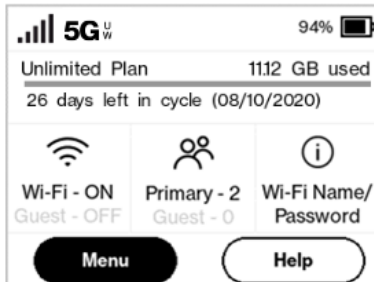 5G UW 94%
Unlimited Plan 11.12 GB used
26 days left in cycle (08/10/2020)
Wi-Fi - ON Primary - 2 Wi-Fi Name/
Guest - OFF Guest - 0 Password
Menu Help